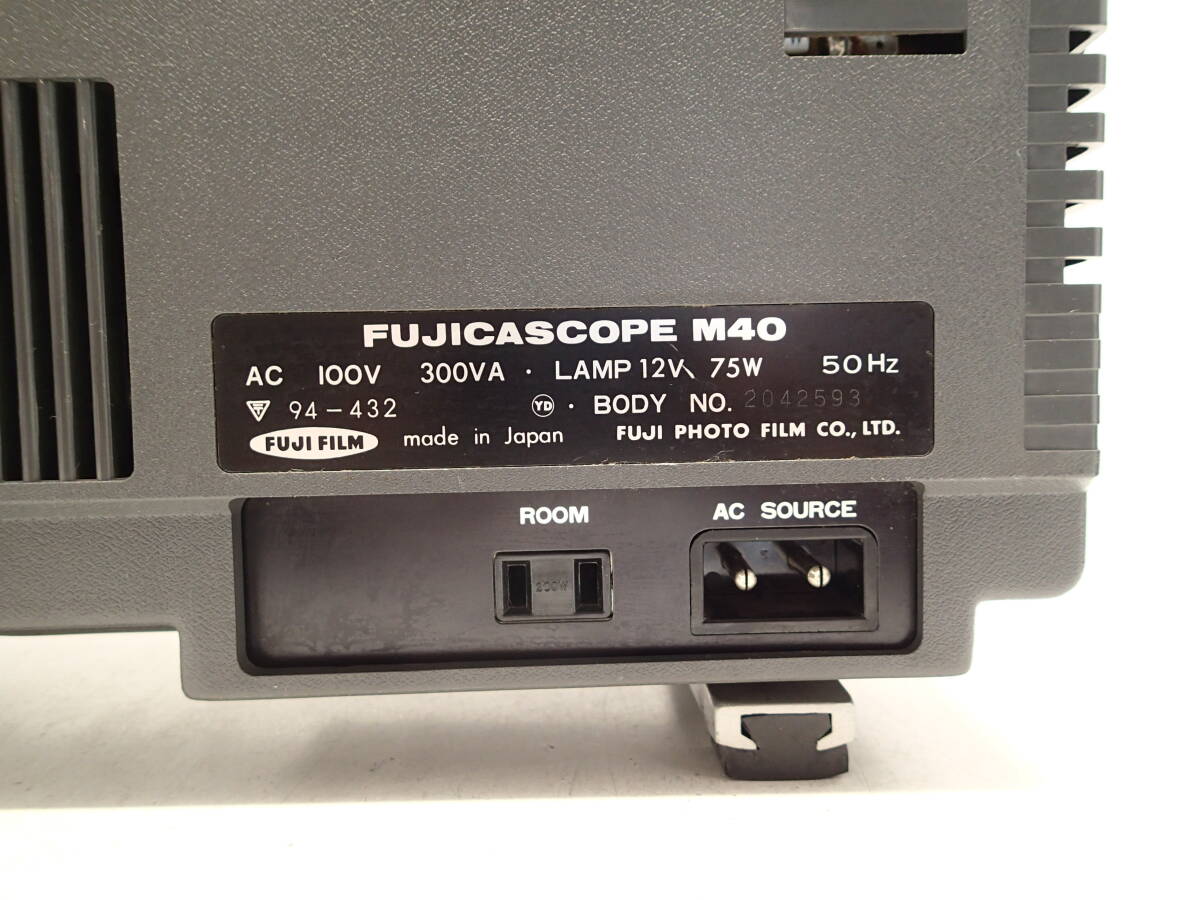 FUJICASCOPE M40
AC 100V 300VA · LAMP 12V、75W 50Hz
94-432 YD · BODY NO. 2042593
FUJI FILM made in Japan FUJI PHOTO FILM CO., LTD.
ROOM AC SOURCE
200W